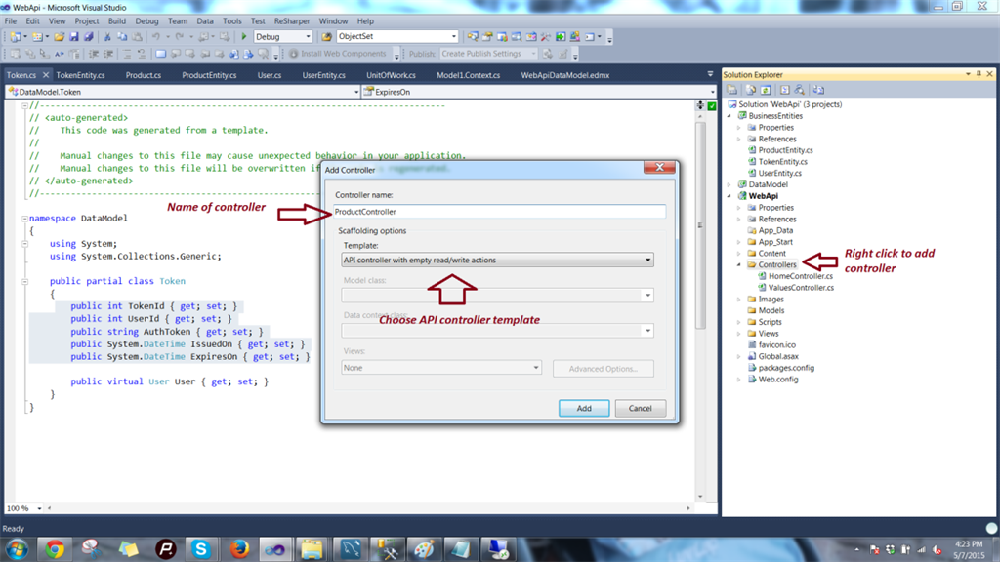 WebApi - Microsoft Visual Studio
File Edit View Project Build Debug Team Data Tools Test ReSharper Window Help
Debug ObjectSet
Install Web Components Publish: Create Publish Settings
Token.cs TokenEntity.cs Product.cs ProductEntity.cs User.cs UserEntity.cs UnitOfWork.cs Model1.Context.cs WebApiDataModel.edmx
DataModel.Token ExpiresOn
//------------------------------------------------------------------------------
// <auto-generated>
// This code was generated from a template.
//
// Manual changes to this file may cause unexpected behavior in your application.
// Manual changes to this file will be overwritten if regenerated.
// </auto-generated>
//
namespace DataModel
{
using System;
using System.Collections.Generic;
public partial class Token
{
public int TokenId { get; set; }
public int UserId { get; set; }
public string AuthToken { get; set; }
public System.DateTime IssuedOn { get; set; }
public System.DateTime ExpiresOn { get; set; }
public virtual User User { get; set; }
}
}
100 %
Name of controller
Add Controller
Controller name:
ProductController
Scaffolding options
Template:
API controller with empty read/write actions
Model class:
Data context class:
Choose API controller template
Views:
None
Advanced Options...
Add Cancel
Solution Explorer
Solution 'WebApi' (3 projects)
BusinessEntities
Properties
References
ProductEntity.cs
TokenEntity.cs
UserEntity.cs
DataModel
WebApi
Properties
References
App_Data
App_Start
Content
Controllers
HomeController.cs
ValuesController.cs
Images
Models
Scripts
Views
favicon.ico
Global.asax
packages.config
Web.config
Right click to add
controller
Ready
4:23 PM
5/7/2015